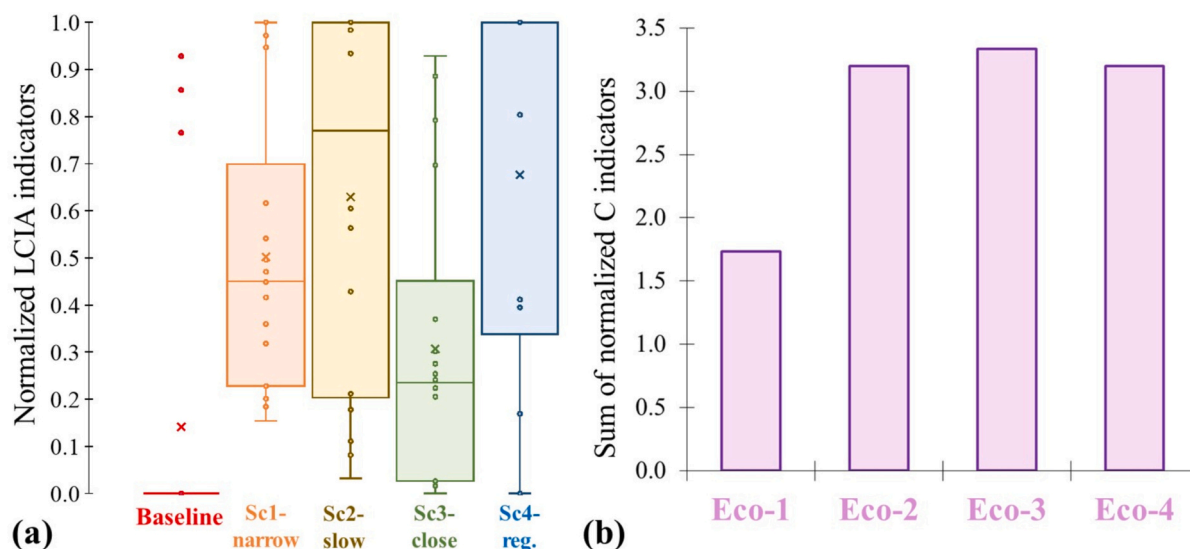 Normalized LCIA indicators
1.0
0.9
0.8
0.7
0.6
0.5
0.4
0.3
0.2
0.1
0.0
Baseline
Sc1-
narrow
Sc2-
slow
Sc3-
close
Sc4-
reg.
(a)
Sum of normalized C indicators
3.5
3.0
2.5
2.0
1.5
1.0
0.5
0.0
Eco-1
Eco-2
Eco-3
Eco-4
(b)